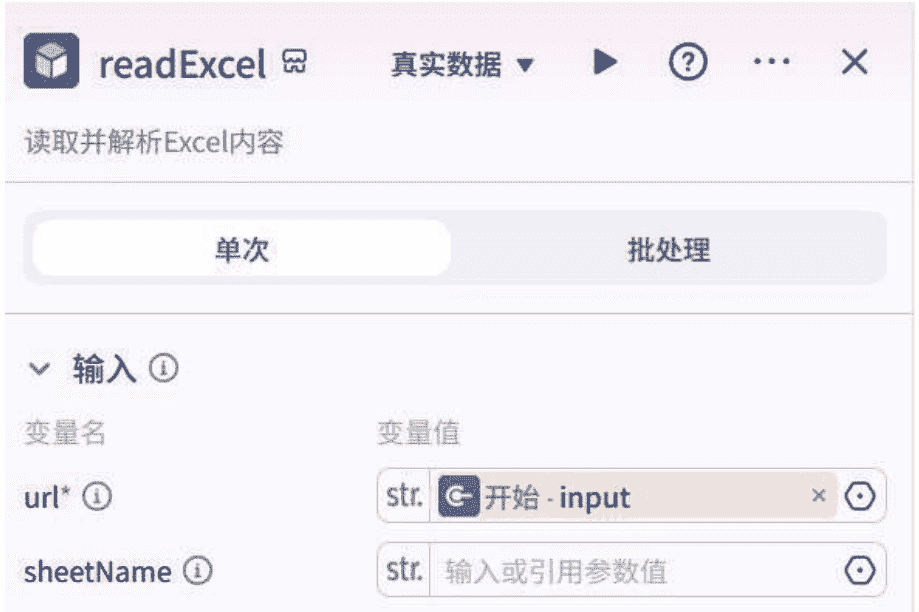 readExcel 真实数据
读取并解析Excel内容
单次 批处理
输入
变量名 变量值
url* str. 开始 - input
sheetName str. 输入或引用参数值